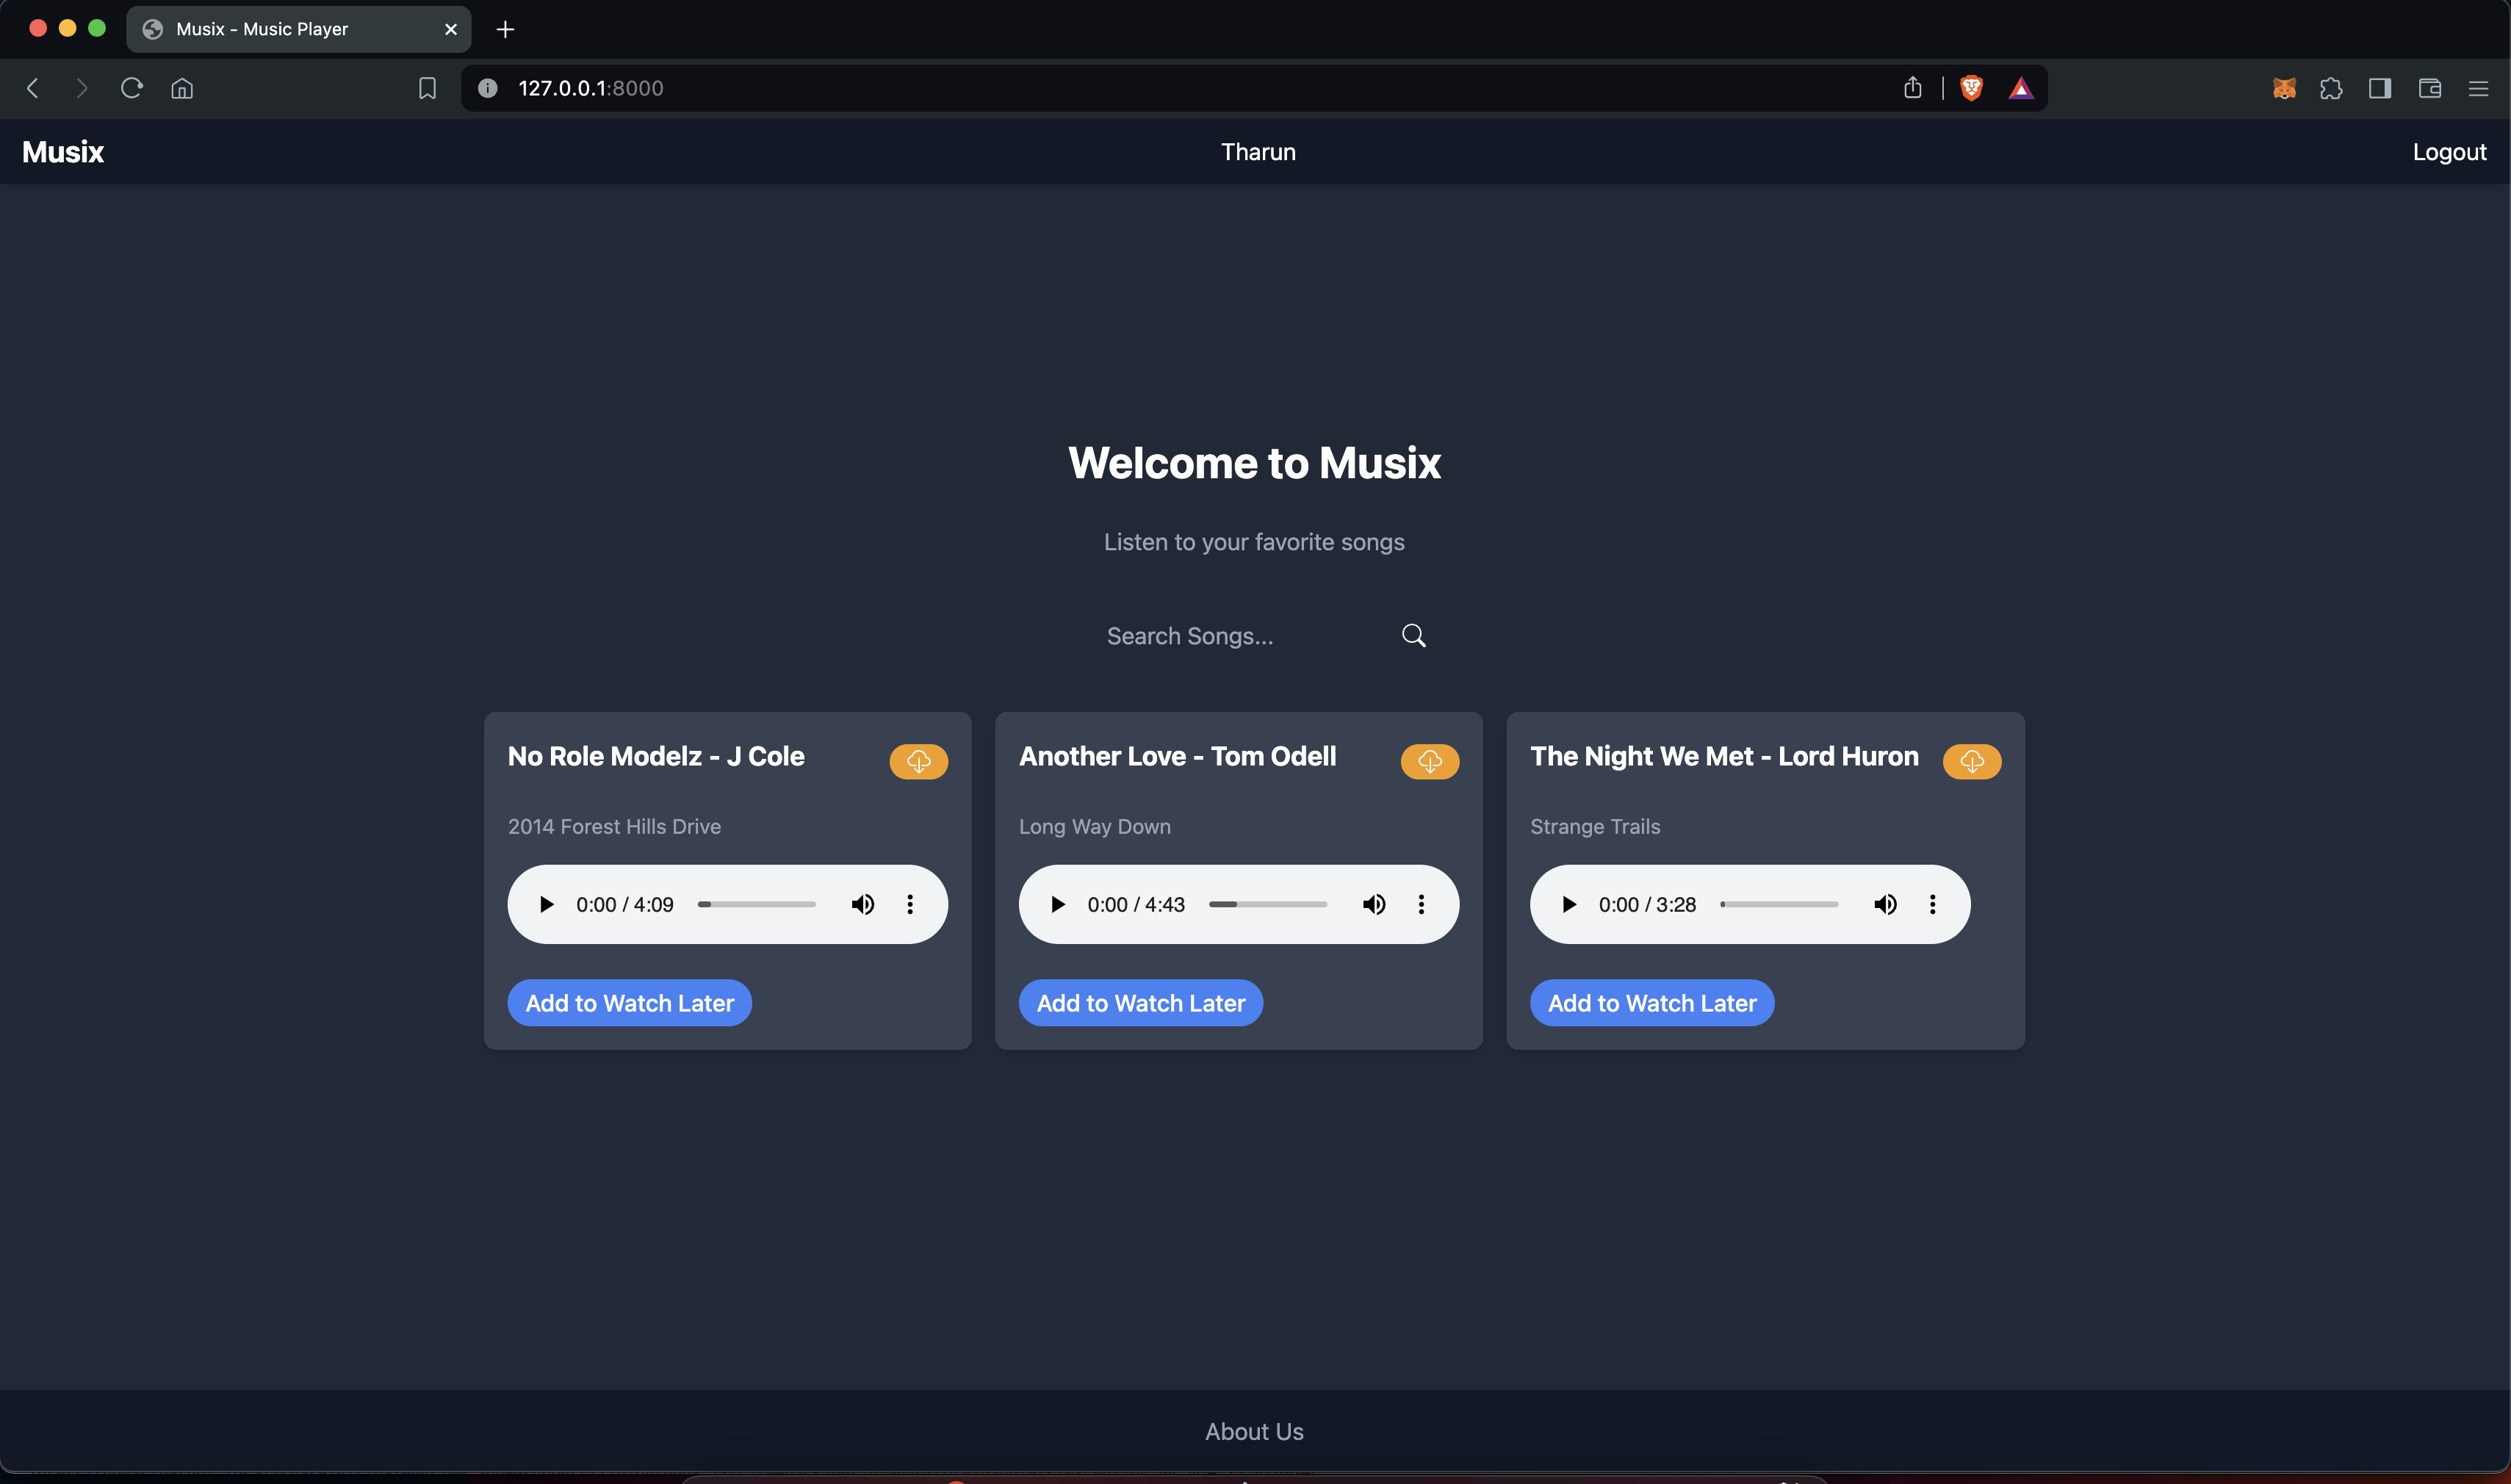 Musix - Music Player
127.0.0.1:8000
Musix
Tharun
Logout
Welcome to Musix
Listen to your favorite songs
Search Songs...
No Role Modelz - J Cole
2014 Forest Hills Drive
0:00 / 4:09
Add to Watch Later
Another Love - Tom Odell
Long Way Down
0:00 / 4:43
Add to Watch Later
The Night We Met - Lord Huron
Strange Trails
0:00 / 3:28
Add to Watch Later
About Us